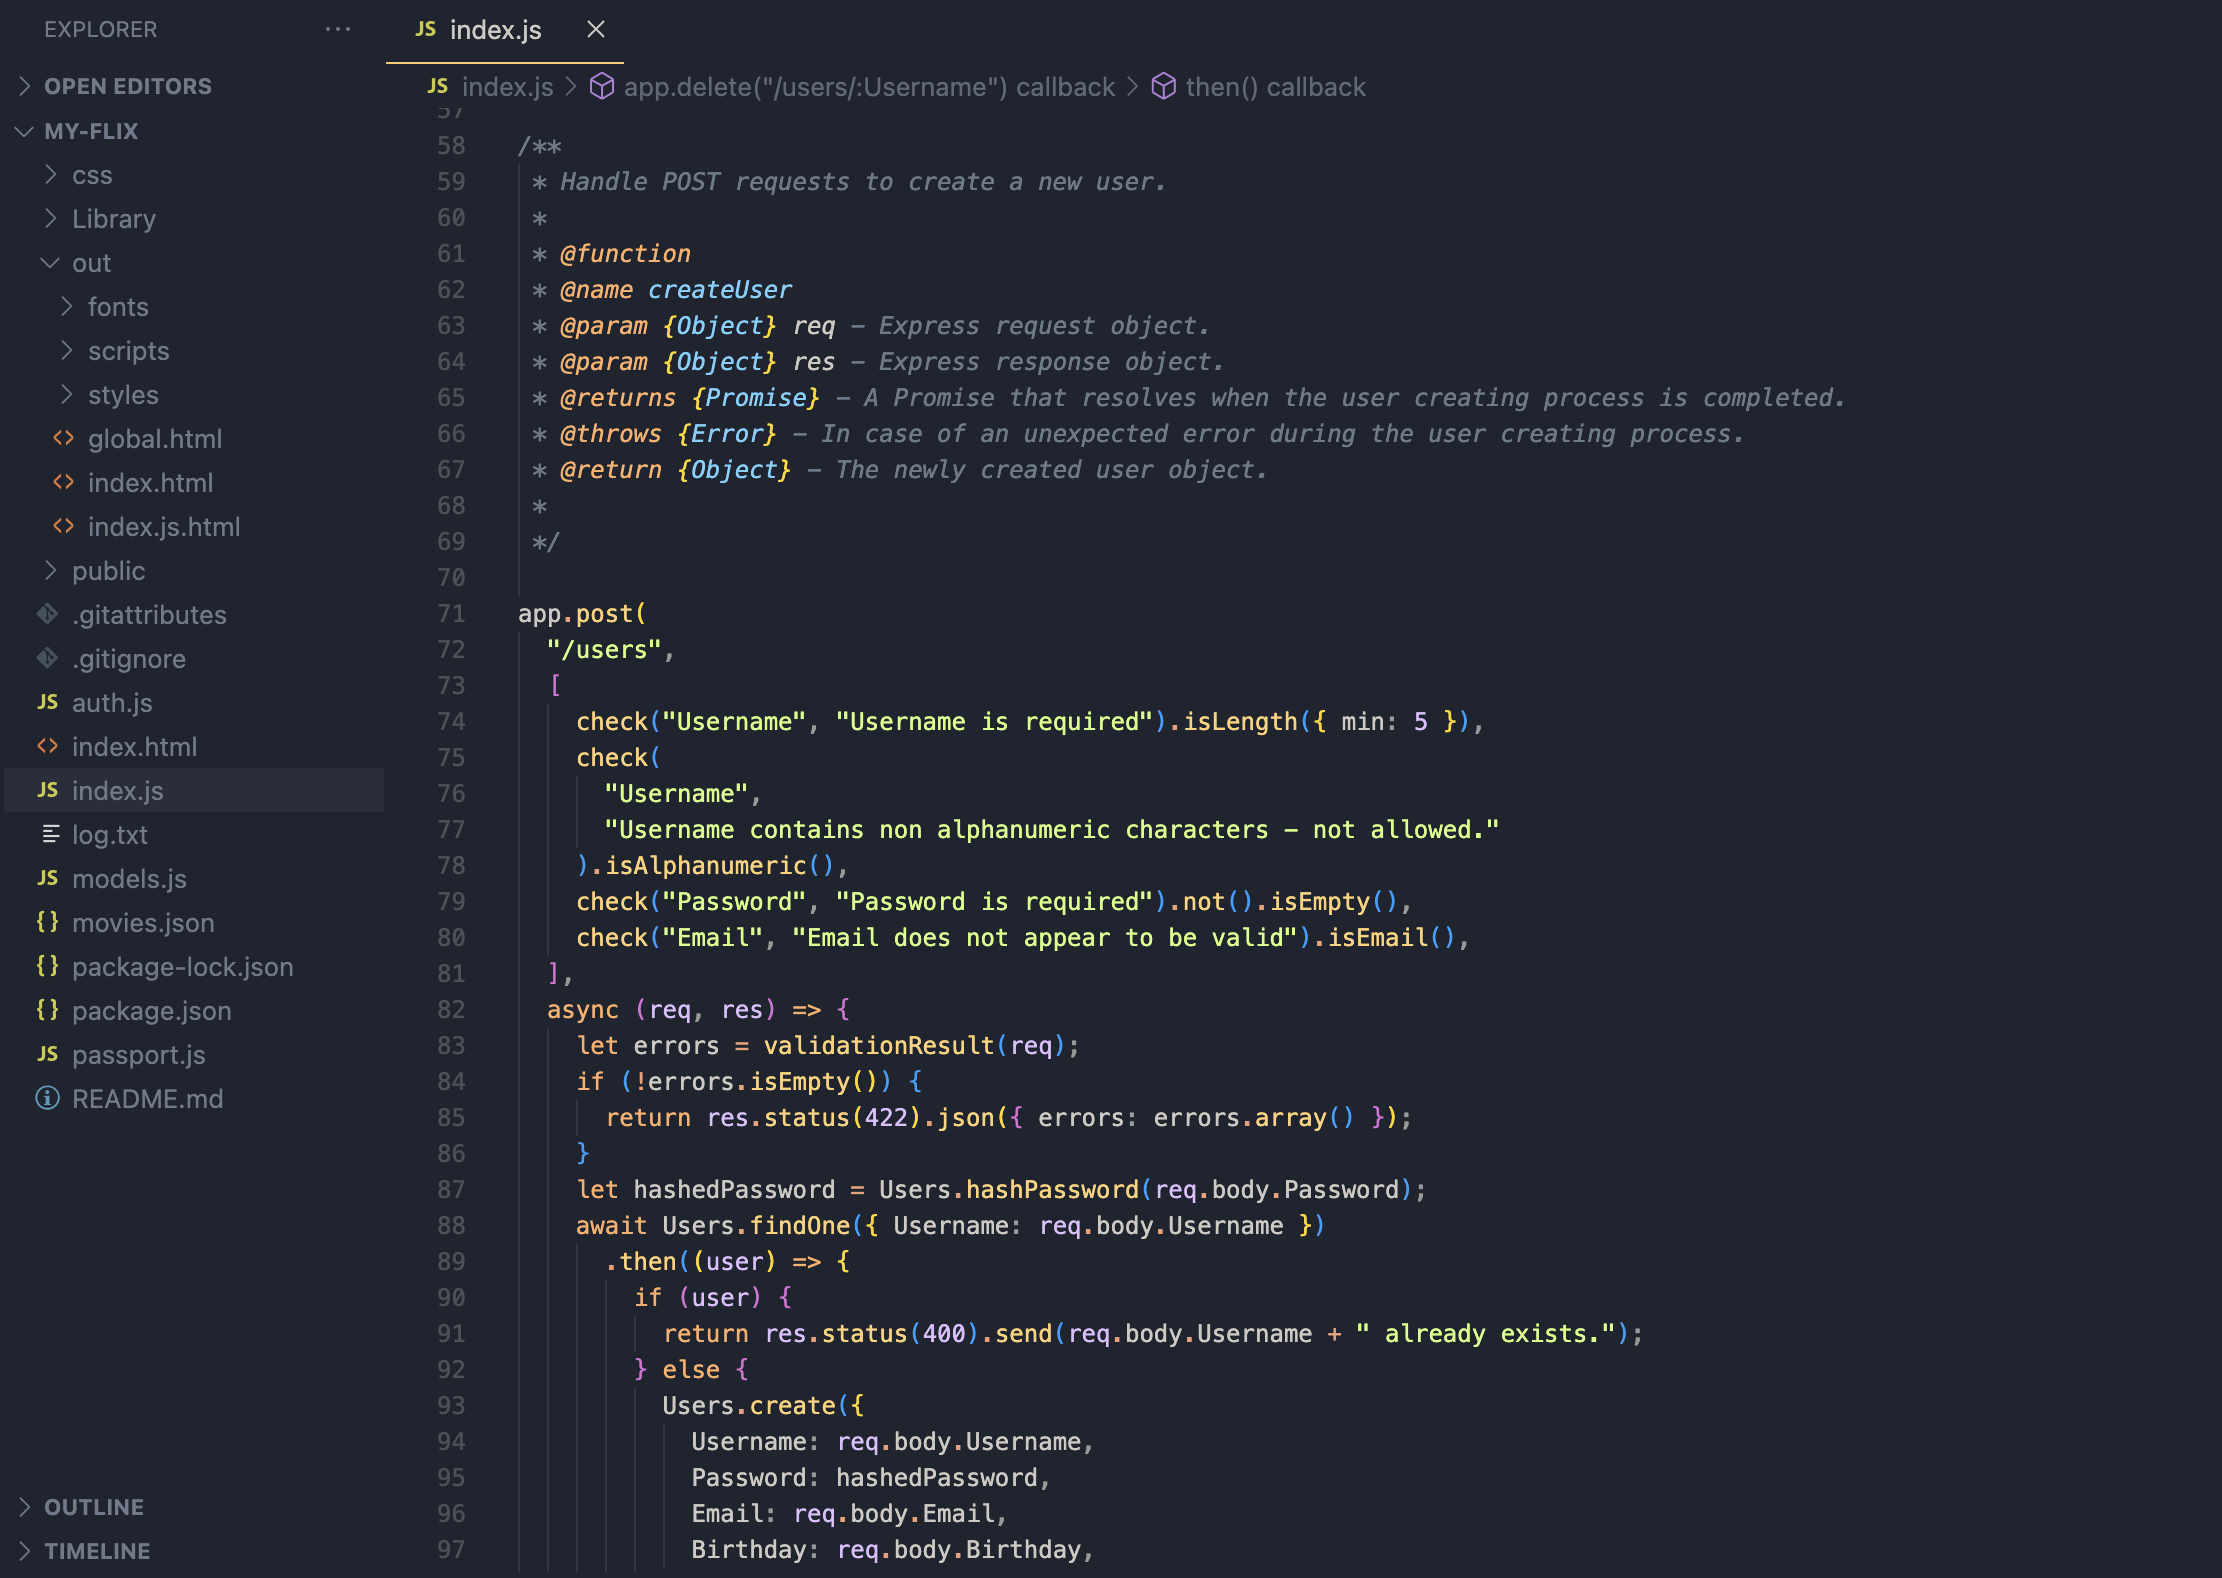 EXPLORER ...
OPEN EDITORS
MY-FLIX
css
Library
out
fonts
scripts
styles
global.html
index.html
index.js.html
public
.gitattributes
.gitignore
JS auth.js
index.html
JS index.js
log.txt
JS models.js
{} movies.json
{} package-lock.json
{} package.json
JS passport.js
README.md
OUTLINE
TIMELINE
JS index.js
JS index.js > app.delete("/users/:Username") callback > then() callback
57
58 /**
59 * Handle POST requests to create a new user.
60 *
61 * @function
62 * @name createUser
63 * @param {Object} req - Express request object.
64 * @param {Object} res - Express response object.
65 * @returns {Promise} - A Promise that resolves when the user creating process is completed.
66 * @throws {Error} - In case of an unexpected error during the user creating process.
67 * @return {Object} - The newly created user object.
68 *
69 */
70
71 app.post(
72 "/users",
73 [
74 check("Username", "Username is required").isLength({ min: 5 }),
75 check(
76 "Username",
77 "Username contains non alphanumeric characters - not allowed."
78 ).isAlphanumeric(),
79 check("Password", "Password is required").not().isEmpty(),
80 check("Email", "Email does not appear to be valid").isEmail(),
81 ],
82 async (req, res) => {
83 let errors = validationResult(req);
84 if (!errors.isEmpty()) {
85 return res.status(422).json({ errors: errors.array() });
86 }
87 let hashedPassword = Users.hashPassword(req.body.Password);
88 await Users.findOne({ Username: req.body.Username })
89 .then((user) => {
90 if (user) {
91 return res.status(400).send(req.body.Username + " already exists.");
92 } else {
93 Users.create({
94 Username: req.body.Username,
95 Password: hashedPassword,
96 Email: req.body.Email,
97 Birthday: req.body.Birthday,